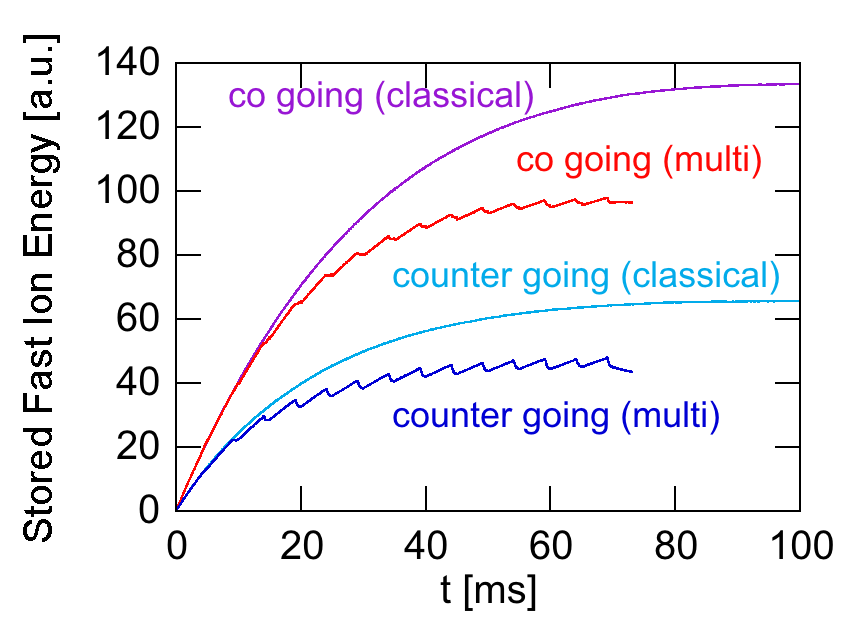 Stored Fast Ion Energy [a.u.]
140
120
100
80
60
40
20
0
co going (classical)
co going (multi)
counter going (classical)
counter going (multi)
0 20 40 60 80 100
t [ms]